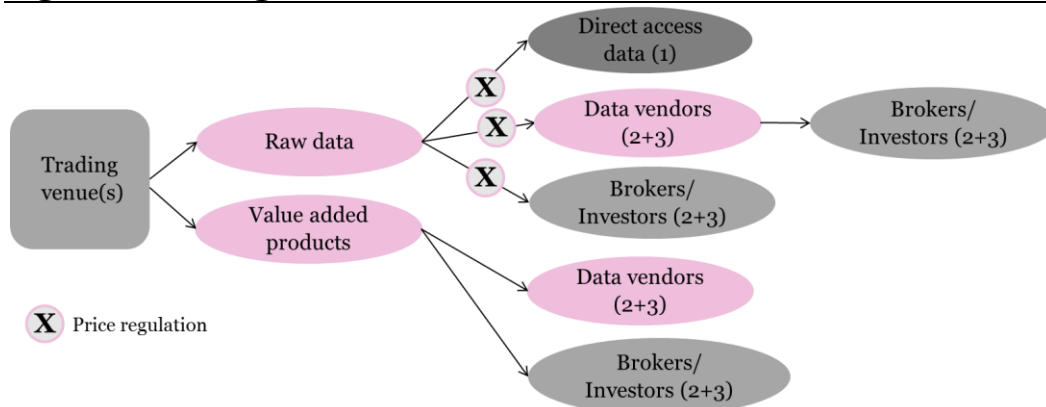 Direct access
data (1)
X
X
Data vendors
(2+3)
Brokers/
Investors (2+3)
Raw data
Trading
venue(s)
X
Brokers/
Investors (2+3)
Value added
products
Data vendors
(2+3)
X Price regulation
Brokers/
Investors (2+3)